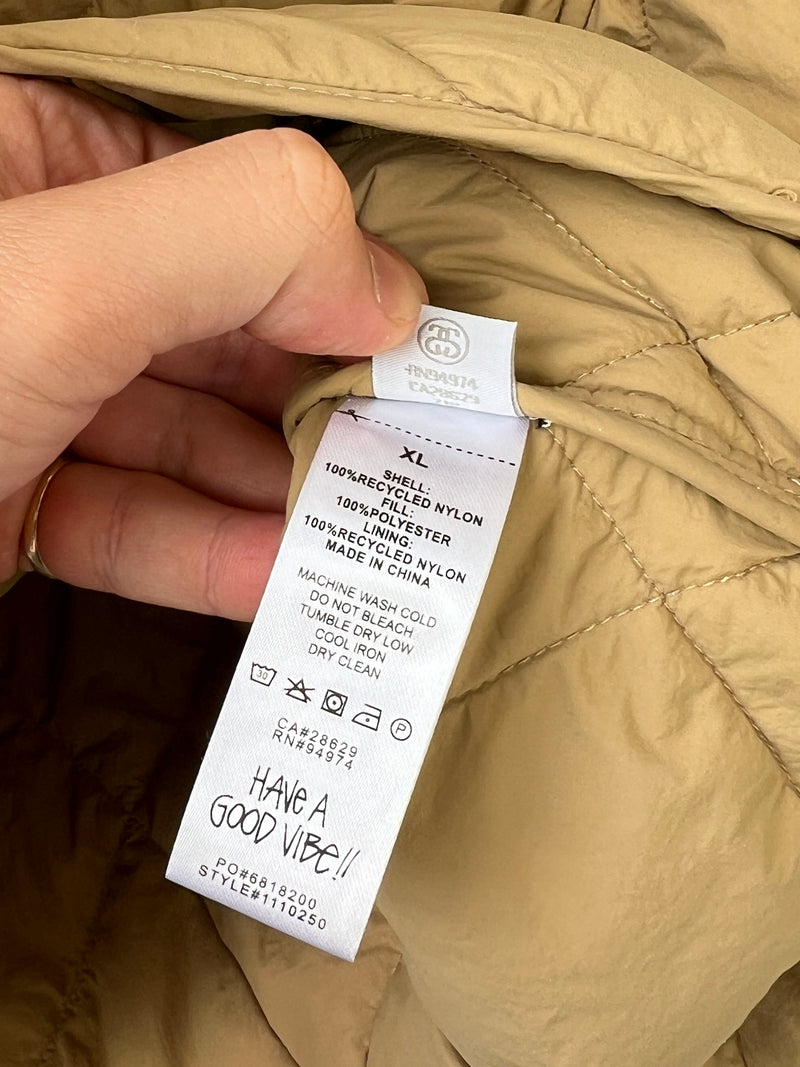 RN94974
CA28629
XL
SHELL:
100%RECYCLED NYLON
FILL:
100%POLYESTER
LINING:
100%RECYCLED NYLON
MADE IN CHINA
MACHINE WASH COLD
DO NOT BLEACH
TUMBLE DRY LOW
COOL IRON
DRY CLEAN
30 P
CA#28629
RN#94974
HAVE A
GOOD VIBE!!
PO#6818200
STYLE#1110250